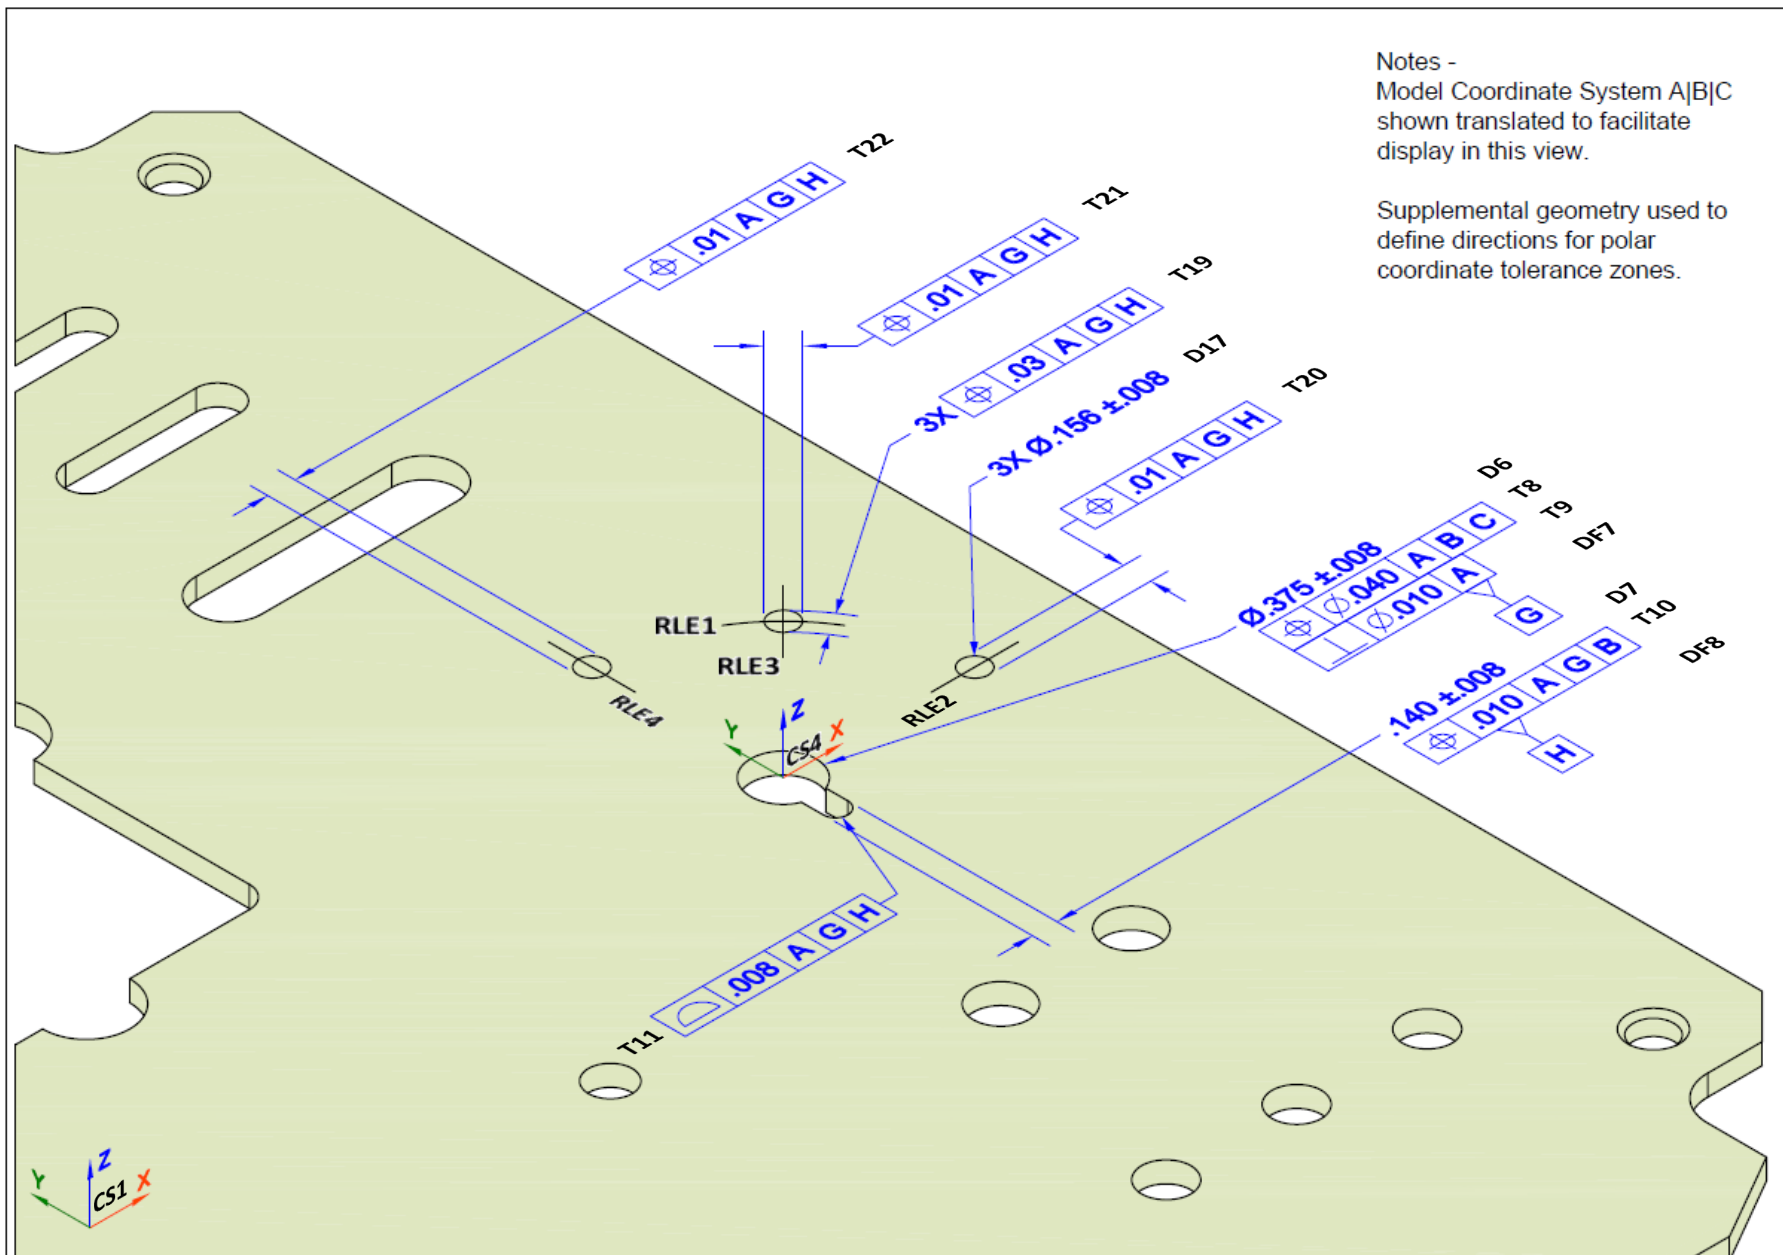 Notes -
Model Coordinate System A|B|C
shown translated to facilitate
display in this view.
Supplemental geometry used to
define directions for polar
coordinate tolerance zones.
T22
⌖ .01 A G H
T21
⌖ .01 A G H
T19
3X ⌖ .03 A G H
D17
3X Ø.156 ±.008
T20
⌖ .01 A G H
D6
T8
T9
DF7
Ø.375 ±.008
⌖ Ø.040 A B C
⊥ Ø.010 A
G
D7
T10
DF8
.140 ±.008
⌖ .010 A G B
H
RLE1
RLE3
RLE4
RLE2
Z
Y
X
CS4
⌓ .008 A G H
T11
Z
Y
X
CS1